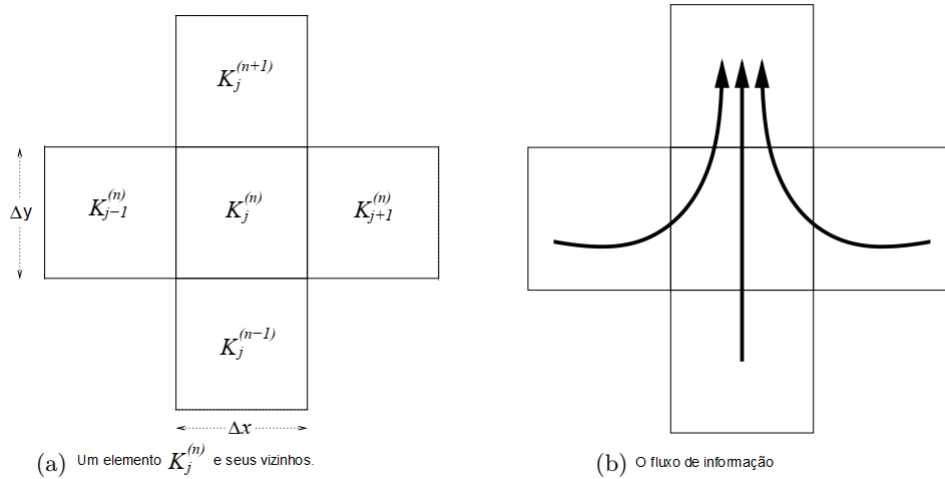 K_j^{(n+1)}
Δy K_{j−1}^{(n)} K_j^{(n)} K_{j+1}^{(n)}
K_j^{(n−1)}
Δx
(a) Um elemento K_j^{(n)} e seus vizinhos.
(b) O fluxo de informação